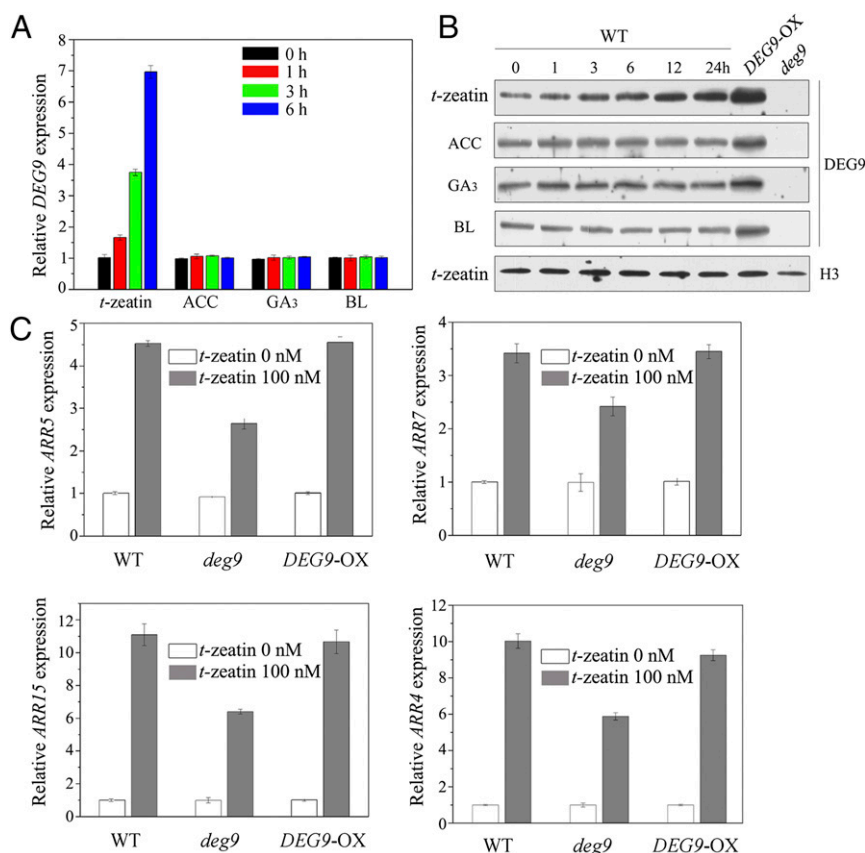 A
Relative DEG9 expression
8
7
6
5
4
3
2
1
0
0 h
1 h
3 h
6 h
t-zeatin ACC GA3 BL
B
WT
0 1 3 6 12 24h DEG9-OX deg9
t-zeatin
ACC
GA3
BL
DEG9
t-zeatin H3
C
Relative ARR5 expression
5
4
3
2
1
0
t-zeatin 0 nM
t-zeatin 100 nM
WT deg9 DEG9-OX
Relative ARR7 expression
4
3
2
1
0
t-zeatin 0 nM
t-zeatin 100 nM
WT deg9 DEG9-OX
Relative ARR15 expression
12
10
8
6
4
2
0
t-zeatin 0 nM
t-zeatin 100 nM
WT deg9 DEG9-OX
Relative ARR4 expression
12
10
8
6
4
2
0
t-zeatin 0 nM
t-zeatin 100 nM
WT deg9 DEG9-OX